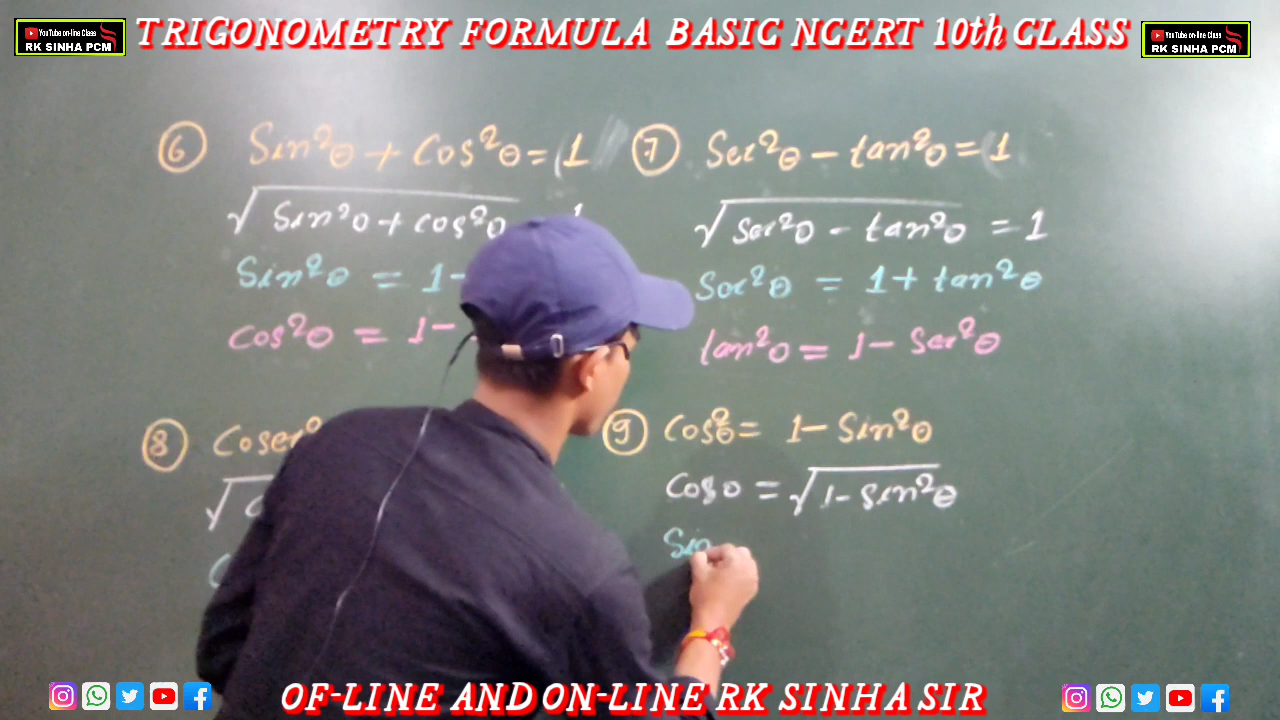 YouTube on-line Class
RK SINHA PCM
TRIGONOMETRY FORMULA BASIC NCERT 10th CLASS
YouTube on-line Class
RK SINHA PCM
6 Sin²θ + Cos²θ = 1
√Sin²θ + cos²θ 1
Sin²θ = 1-
Cos²θ = 1-
7 Sec²θ - tan²θ = 1
√Sec²θ - tan²θ = 1
Sec²θ = 1 + tan²θ
tan²θ = 1 - Sec²θ
8 Cosec²
√C
C
9 Cos²θ = 1 - Sin²θ
Cosθ = √1 - Sin²θ
Sin
OF-LINE AND ON-LINE RK SINHA SIR